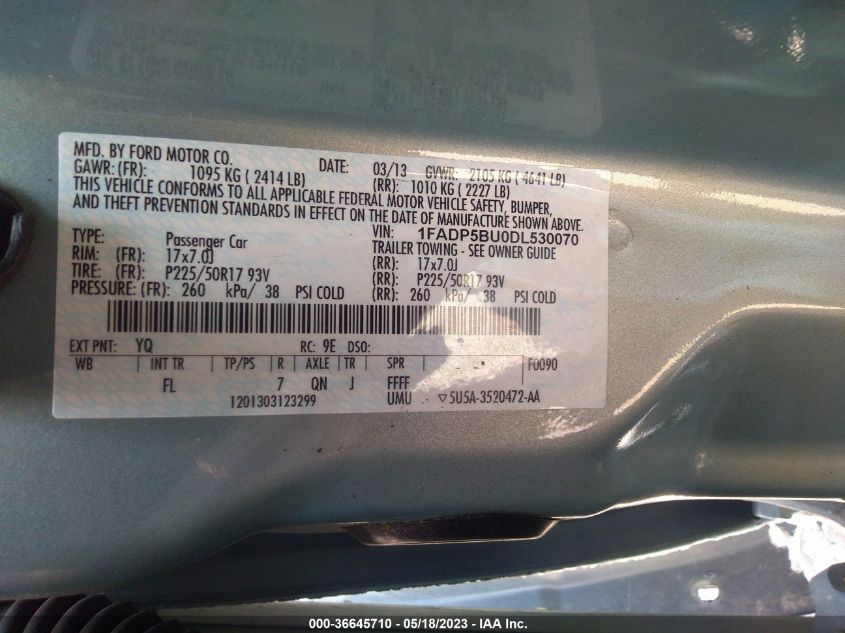 MFD. BY FORD MOTOR CO.
DATE: 03/13 GVWR: 2105 KG ( 4641 LB)
GAWR: (FR): 1095 KG ( 2414 LB) (RR): 1010 KG ( 2227 LB)
THIS VEHICLE CONFORMS TO ALL APPLICABLE FEDERAL MOTOR VEHICLE SAFETY, BUMPER,
AND THEFT PREVENTION STANDARDS IN EFFECT ON THE DATE OF MANUFACTURE SHOWN ABOVE.
VIN: 1FADP5BU0DL530070
TYPE: Passenger Car TRAILER TOWING - SEE OWNER GUIDE
RIM: (FR): 17x7.0J (RR): 17x7.0J
TIRE: (FR): P225/50R17 93V (RR): P225/50R17 93V
PRESSURE: (FR): 260 kPa/ 38 PSI COLD (RR): 260 kPa/ 38 PSI COLD
EXT PNT: YQ RC: 9E DSO:
WB INT TR TP/PS R AXLE TR SPR F0090
FL 7 QN J FFFF
1201303123299 UMU ▽5U5A-3520472-AA
000-36645710 - 05/18/2023 - IAA Inc.